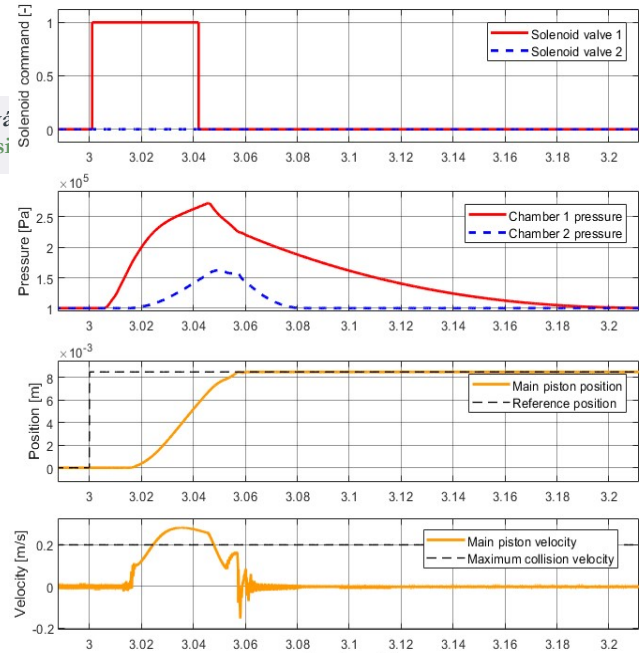 Solenoid command [-]
1
0.5
0
Solenoid valve 1
Solenoid valve 2
3 3.02 3.04 3.06 3.08 3.1 3.12 3.14 3.16 3.18 3.2
×10⁵
Pressure [Pa]
2.5
2
1.5
1
Chamber 1 pressure
Chamber 2 pressure
3 3.02 3.04 3.06 3.08 3.1 3.12 3.14 3.16 3.18 3.2
×10⁻³
Position [m]
8
6
4
2
0
Main piston position
Reference position
3 3.02 3.04 3.06 3.08 3.1 3.12 3.14 3.16 3.18 3.2
Velocity [m/s]
0.2
0
-0.2
Main piston velocity
Maximum collision velocity
3 3.02 3.04 3.06 3.08 3.1 3.12 3.14 3.16 3.18 3.2